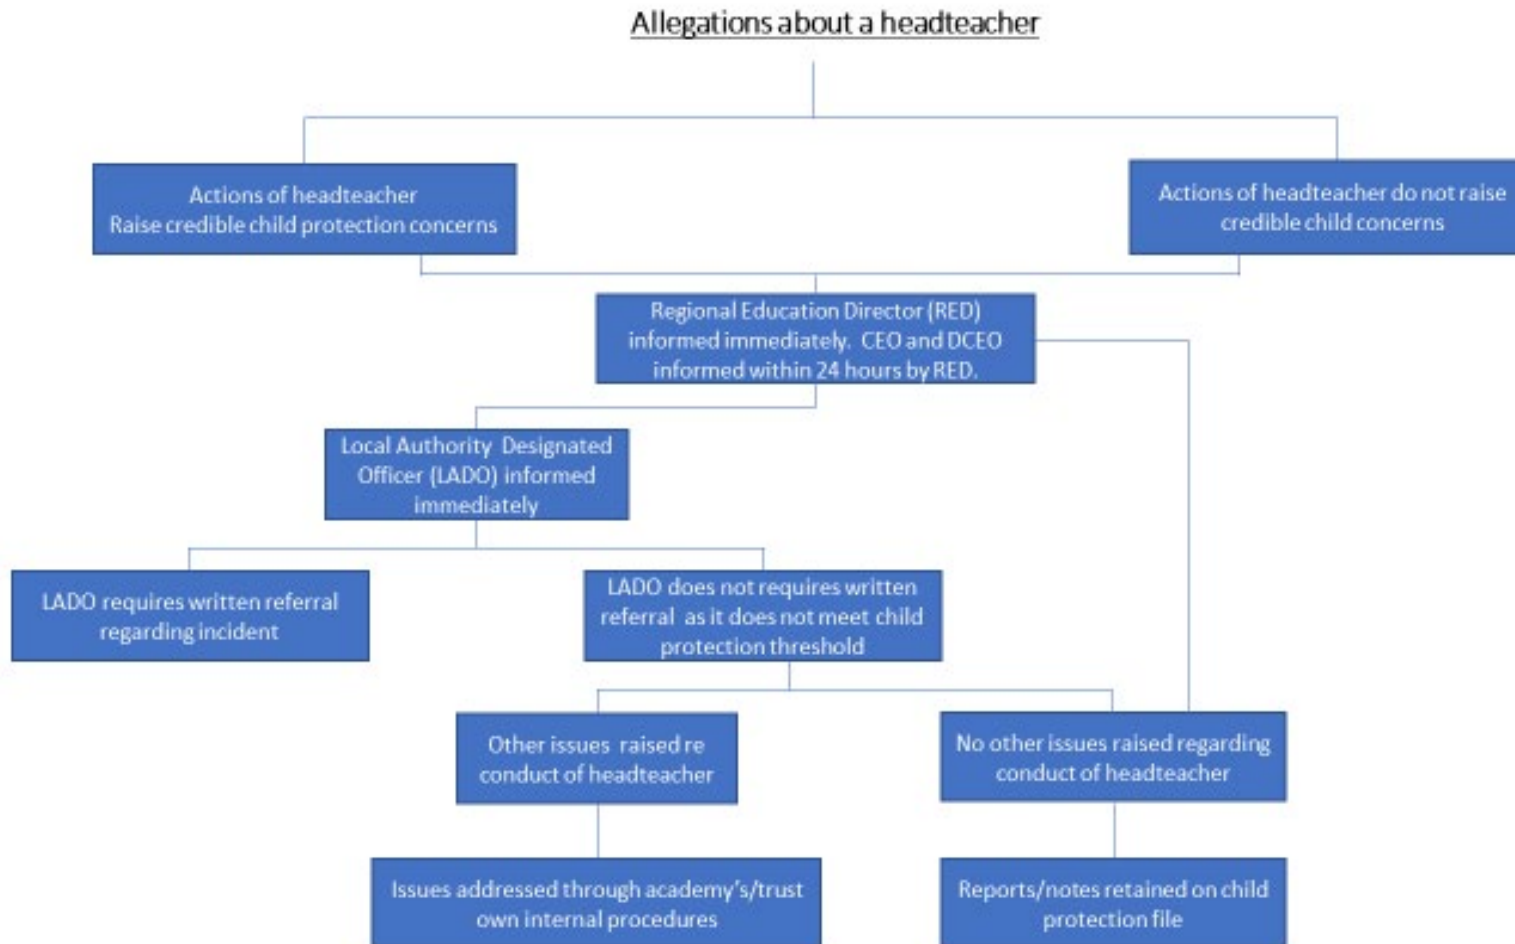 Allegations about a headteacher
Actions of headteacher
Raise credible child protection concerns
Actions of headteacher do not raise
credible child concerns
Regional Education Director (RED)
informed immediately. CEO and DCEO
informed within 24 hours by RED.
Local Authority Designated
Officer (LADO) informed
immediately
LADO requires written referral
regarding incident
LADO does not requires written
referral as it does not meet child
protection threshold
Other issues raised re
conduct of headteacher
No other issues raised regarding
conduct of headteacher
Issues addressed through academy's/trust
own internal procedures
Reports/notes retained on child
protection file